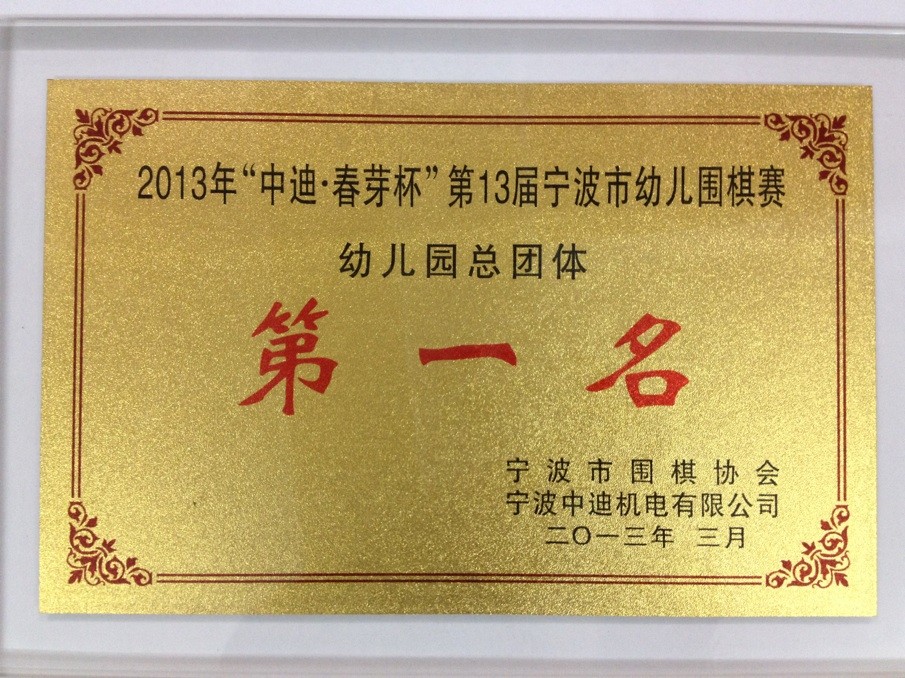 2013年“中迪·春芽杯”第13届宁波市幼儿围棋赛
幼儿园总团体
第一名
宁波市围棋协会
宁波中迪机电有限公司
二〇一三年 三月